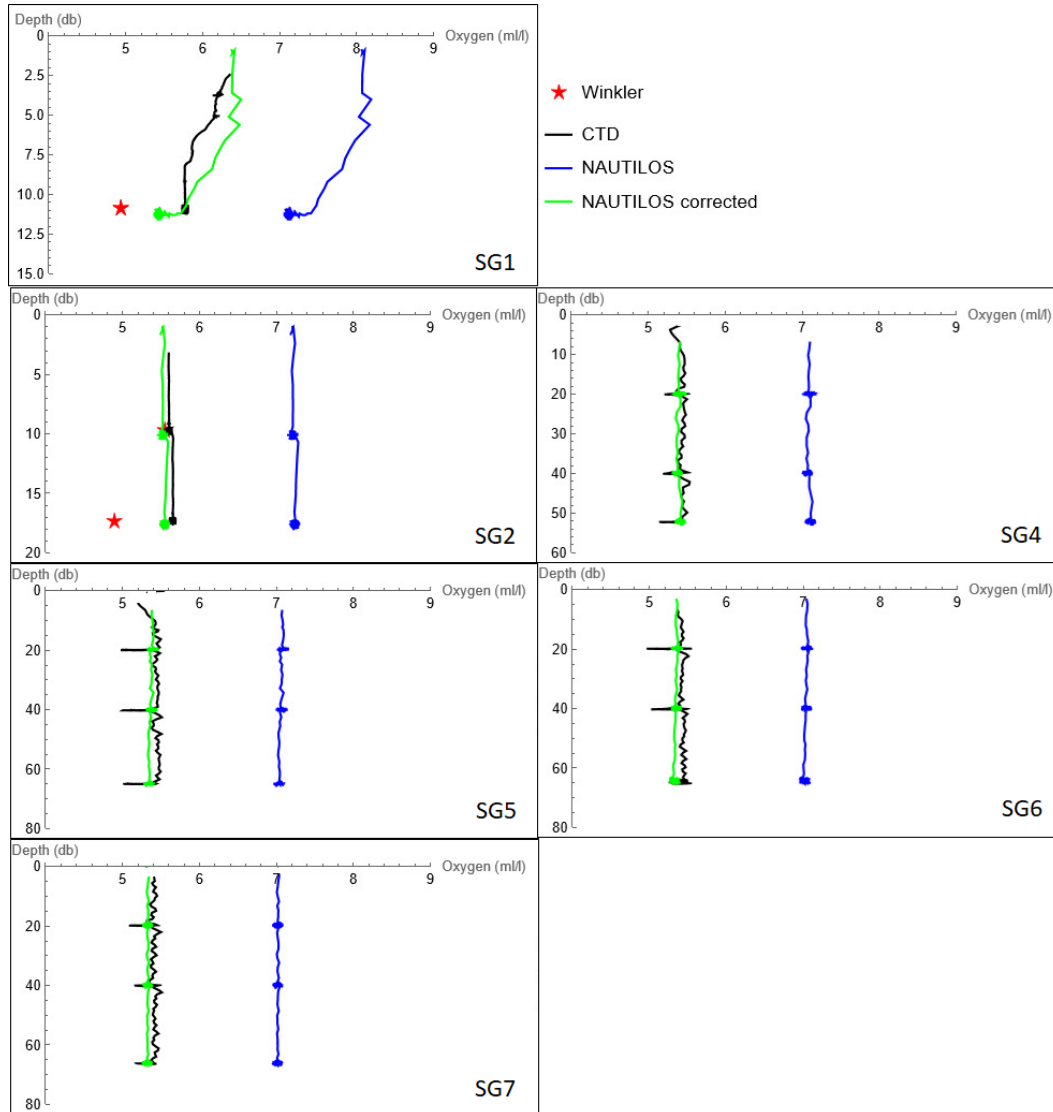 Depth (db)
Oxygen (ml/l)
0
5
6
7
8
9
2.5
5.0
7.5
10.0
12.5
15.0
SG1
Winkler
CTD
NAUTILOS
NAUTILOS corrected
Depth (db)
Oxygen (ml/l)
0
5
6
7
8
9
5
10
15
20
SG2
Depth (db)
Oxygen (ml/l)
0
5
6
7
8
9
10
20
30
40
50
60
SG4
Depth (db)
Oxygen (ml/l)
0
5
6
7
8
9
20
40
60
80
SG5
Depth (db)
Oxygen (ml/l)
0
5
6
7
8
9
20
40
60
80
SG6
Depth (db)
Oxygen (ml/l)
0
5
6
7
8
9
20
40
60
80
SG7